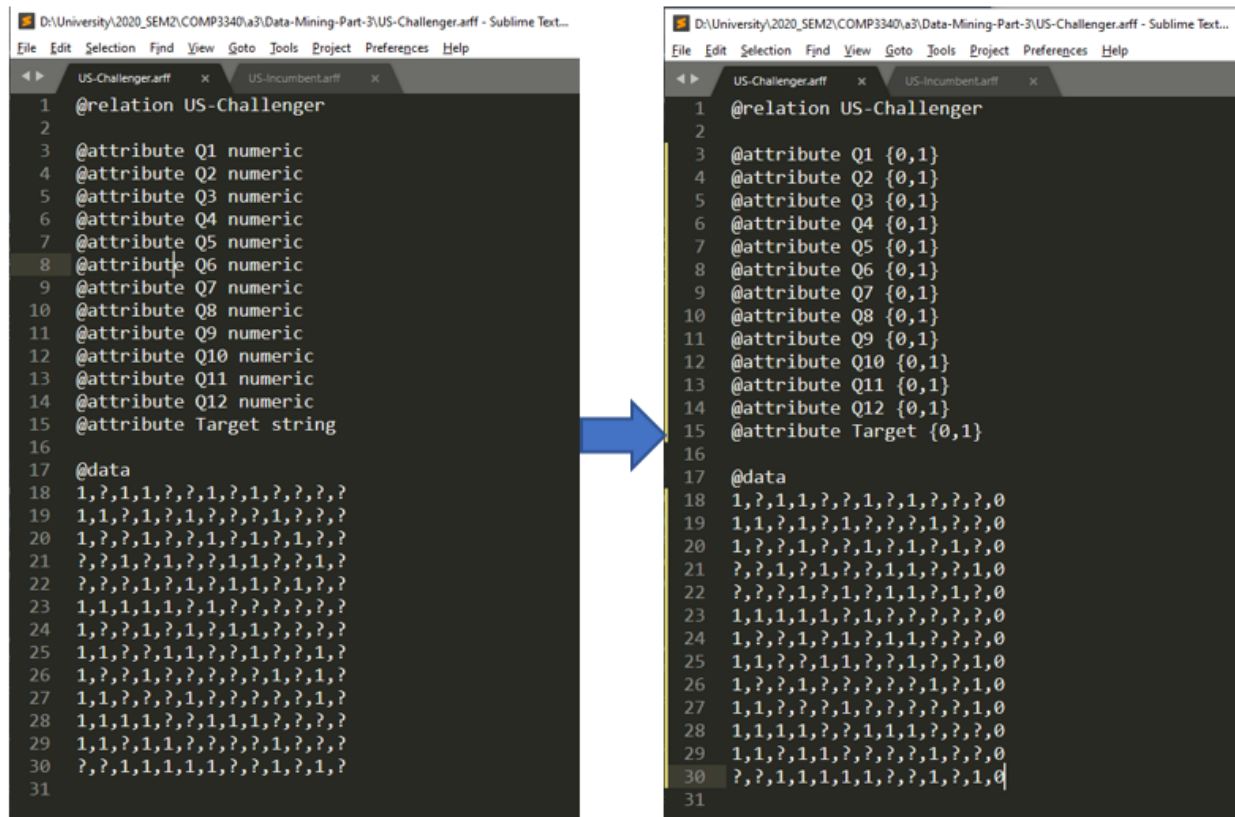 D:\University\2020_SEM2\COMP3340\a3\Data-Mining-Part-3\US-Challenger.arff - Sublime Text...
File Edit Selection Find View Goto Tools Project Preferences Help
US-Challenger.arff × US-Incumbent.arff ×
1 @relation US-Challenger
2
3 @attribute Q1 numeric
4 @attribute Q2 numeric
5 @attribute Q3 numeric
6 @attribute Q4 numeric
7 @attribute Q5 numeric
8 @attribute Q6 numeric
9 @attribute Q7 numeric
10 @attribute Q8 numeric
11 @attribute Q9 numeric
12 @attribute Q10 numeric
13 @attribute Q11 numeric
14 @attribute Q12 numeric
15 @attribute Target string
16
17 @data
18 1,?,1,1,?,?,1,?,1,?,?,?,?
19 1,1,?,1,?,1,?,?,?,1,?,?,?
20 1,?,?,1,?,?,1,?,1,?,1,?,?
21 ?,?,1,?,1,?,?,1,1,?,?,1,?
22 ?,?,?,1,?,1,?,1,?,1,?,?
23 1,1,1,1,1,?,1,?,?,?,?,?,?
24 1,?,?,1,?,1,?,1,1,?,?,?,?
25 1,1,?,?,1,1,?,?,1,?,?,1,?
26 1,?,?,1,?,?,?,?,?,1,?,1,?
27 1,1,?,?,?,1,?,?,?,?,?,1,?
28 1,1,1,1,?,?,1,1,1,?,?,?,?
29 1,1,?,1,1,?,?,?,?,1,?,?,?
30 ?,?,1,1,1,1,1,?,?,1,?,1,?
31
D:\University\2020_SEM2\COMP3340\a3\Data-Mining-Part-3\US-Challenger.arff - Sublime Text...
File Edit Selection Find View Goto Tools Project Preferences Help
US-Challenger.arff × US-Incumbent.arff ×
1 @relation US-Challenger
2
3 @attribute Q1 {0,1}
4 @attribute Q2 {0,1}
5 @attribute Q3 {0,1}
6 @attribute Q4 {0,1}
7 @attribute Q5 {0,1}
8 @attribute Q6 {0,1}
9 @attribute Q7 {0,1}
10 @attribute Q8 {0,1}
11 @attribute Q9 {0,1}
12 @attribute Q10 {0,1}
13 @attribute Q11 {0,1}
14 @attribute Q12 {0,1}
15 @attribute Target {0,1}
16
17 @data
18 1,?,1,1,?,?,1,?,1,?,?,?,0
19 1,1,?,1,?,1,?,?,?,1,?,?,0
20 1,?,?,1,?,?,1,?,1,?,1,?,0
21 ?,?,1,?,1,?,?,1,1,?,?,1,0
22 ?,?,?,1,?,1,?,1,1,?,1,?,0
23 1,1,1,1,1,?,1,?,?,?,?,?,0
24 1,?,?,1,?,1,?,1,1,?,?,?,0
25 1,1,?,?,1,1,?,?,1,?,?,1,0
26 1,?,?,1,?,?,?,?,?,1,?,1,0
27 1,1,?,?,?,1,?,?,?,?,?,1,0
28 1,1,1,1,?,?,1,1,1,?,?,?,0
29 1,1,?,1,1,?,?,?,?,1,?,?,0
30 ?,?,1,1,1,1,1,?,?,1,?,1,0
31